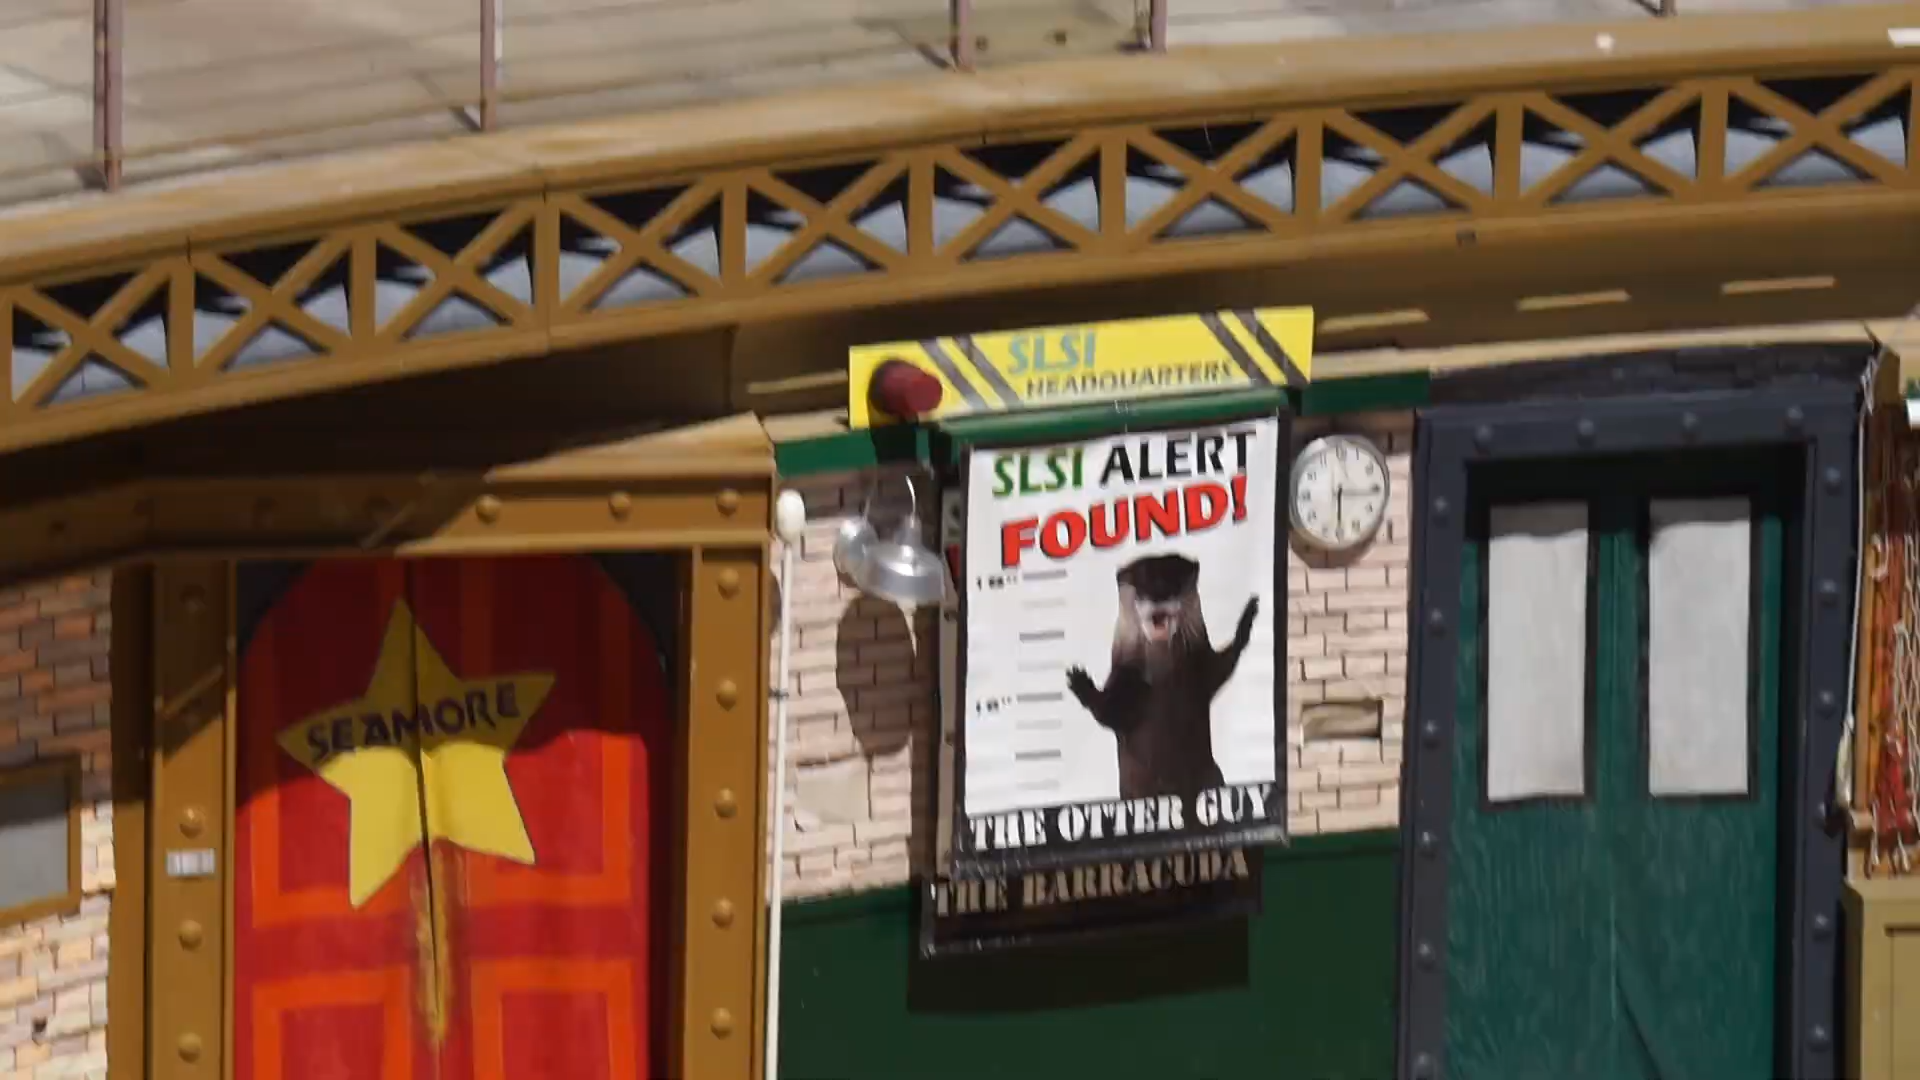 SLSI
HEADQUARTERS
SLSI ALERT
FOUND!
SEAMORE
THE OTTER GUY
THE BARRACUDA